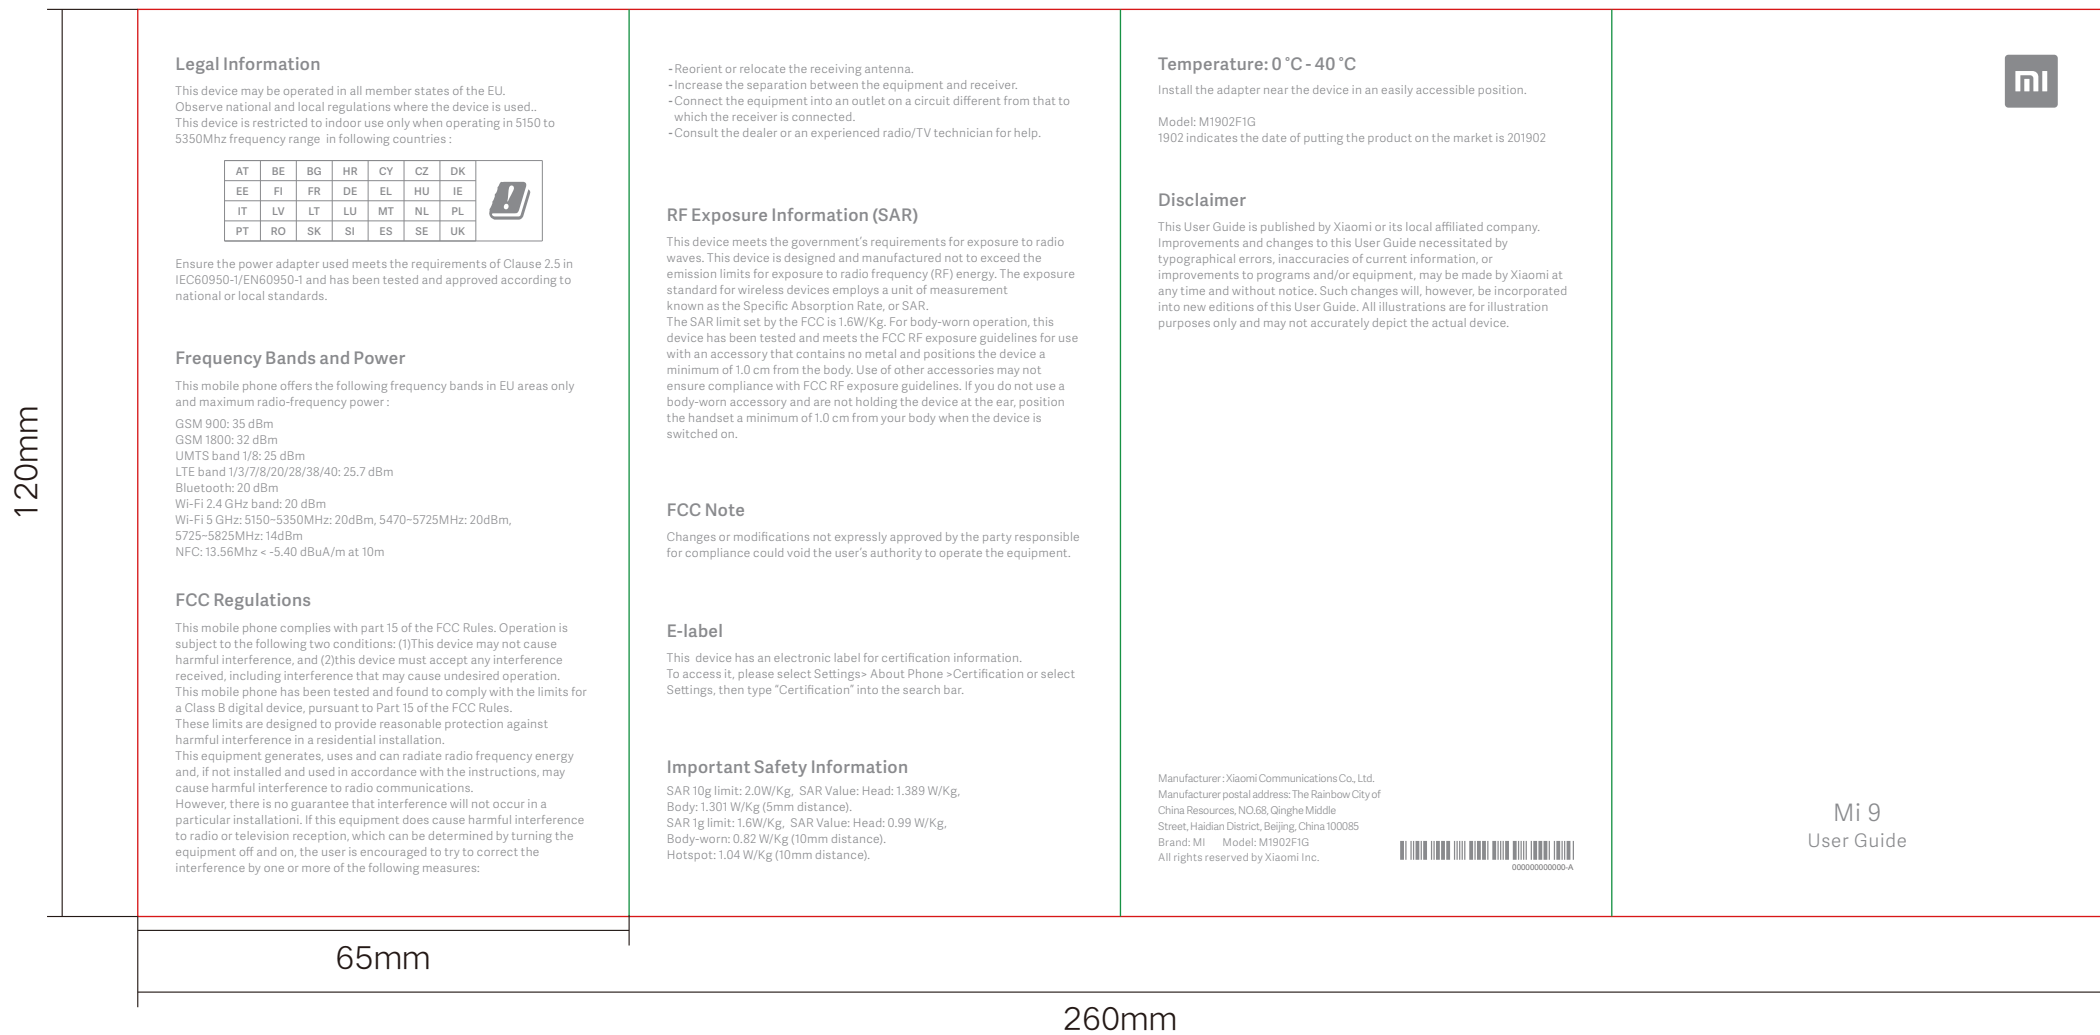 Legal Information
This device may be operated in all member states of the EU.
Observe national and local regulations where the device is used..
This device is restricted to indoor use only when operating in 5150 to
5350Mhz frequency range  in following countries :
AT BE BG HR CY CZ DK
EE FI FR DE EL HU IE
IT LV LT LU MT NL PL
PT RO SK SI ES SE UK
Ensure the power adapter used meets the requirements of Clause 2.5 in
IEC60950-1/EN60950-1 and has been tested and approved according to
national or local standards.
Frequency Bands and Power
This mobile phone offers the following frequency bands in EU areas only
and maximum radio-frequency power :
GSM 900: 35 dBm
GSM 1800: 32 dBm
UMTS band 1/8: 25 dBm
LTE band 1/3/7/8/20/28/38/40: 25.7 dBm
Bluetooth: 20 dBm
Wi-Fi 2.4 GHz band: 20 dBm
Wi-Fi 5 GHz: 5150~5350MHz: 20dBm, 5470~5725MHz: 20dBm,
5725~5825MHz: 14dBm
NFC: 13.56Mhz < -5.40 dBuA/m at 10m
FCC Regulations
This mobile phone complies with part 15 of the FCC Rules. Operation is
subject to the following two conditions: (1)This device may not cause
harmful interference, and (2)this device must accept any interference
received, including interference that may cause undesired operation.
This mobile phone has been tested and found to comply with the limits for
a Class B digital device, pursuant to Part 15 of the FCC Rules.
These limits are designed to provide reasonable protection against
harmful interference in a residential installation.
This equipment generates, uses and can radiate radio frequency energy
and, if not installed and used in accordance with the instructions, may
cause harmful interference to radio communications.
However, there is no guarantee that interference will not occur in a
particular installationi. If this equipment does cause harmful interference
to radio or television reception, which can be determined by turning the
equipment off and on, the user is encouraged to try to correct the
interference by one or more of the following measures:
-Reorient or relocate the receiving antenna.
-Increase the separation between the equipment and receiver.
-Connect the equipment into an outlet on a circuit different from that to
which the receiver is connected.
-Consult the dealer or an experienced radio/TV technician for help.
RF Exposure Information (SAR)
This device meets the government's requirements for exposure to radio
waves. This device is designed and manufactured not to exceed the
emission limits for exposure to radio frequency (RF) energy. The exposure
standard for wireless devices employs a unit of measurement
known as the Specific Absorption Rate, or SAR.
The SAR limit set by the FCC is 1.6W/Kg. For body-worn operation, this
device has been tested and meets the FCC RF exposure guidelines for use
with an accessory that contains no metal and positions the device a
minimum of 1.0 cm from the body. Use of other accessories may not
ensure compliance with FCC RF exposure guidelines. If you do not use a
body-worn accessory and are not holding the device at the ear, position
the handset a minimum of 1.0 cm from your body when the device is
switched on.
FCC Note
Changes or modifications not expressly approved by the party responsible
for compliance could void the user's authority to operate the equipment.
E-label
This  device has an electronic label for certification information.
To access it, please select Settings> About Phone >Certification or select
Settings, then type "Certification" into the search bar.
Important Safety Information
SAR 10g limit: 2.0W/Kg,  SAR Value: Head: 1.389 W/Kg,
Body: 1.301 W/Kg (5mm distance).
SAR 1g limit: 1.6W/Kg,  SAR Value: Head: 0.99 W/Kg,
Body-worn: 0.82 W/Kg (10mm distance).
Hotspot: 1.04 W/Kg (10mm distance).
Temperature: 0 °C - 40 °C
Install the adapter near the device in an easily accessible position.
Model: M1902F1G
1902 indicates the date of putting the product on the market is 201902
Disclaimer
This User Guide is published by Xiaomi or its local affiliated company.
Improvements and changes to this User Guide necessitated by
typographical errors, inaccuracies of current information, or
improvements to programs and/or equipment, may be made by Xiaomi at
any time and without notice. Such changes will, however, be incorporated
into new editions of this User Guide. All illustrations are for illustration
purposes only and may not accurately depict the actual device.
Manufacturer : Xiaomi Communications Co., Ltd.
Manufacturer postal address: The Rainbow City of
China Resources, NO.68, Qinghe Middle
Street, Haidian District, Beijing, China 100085
Brand: MI  Model: M1902F1G
All rights reserved by Xiaomi Inc.
000000000000-A
mi
Mi 9
User Guide
120mm
65mm
260mm